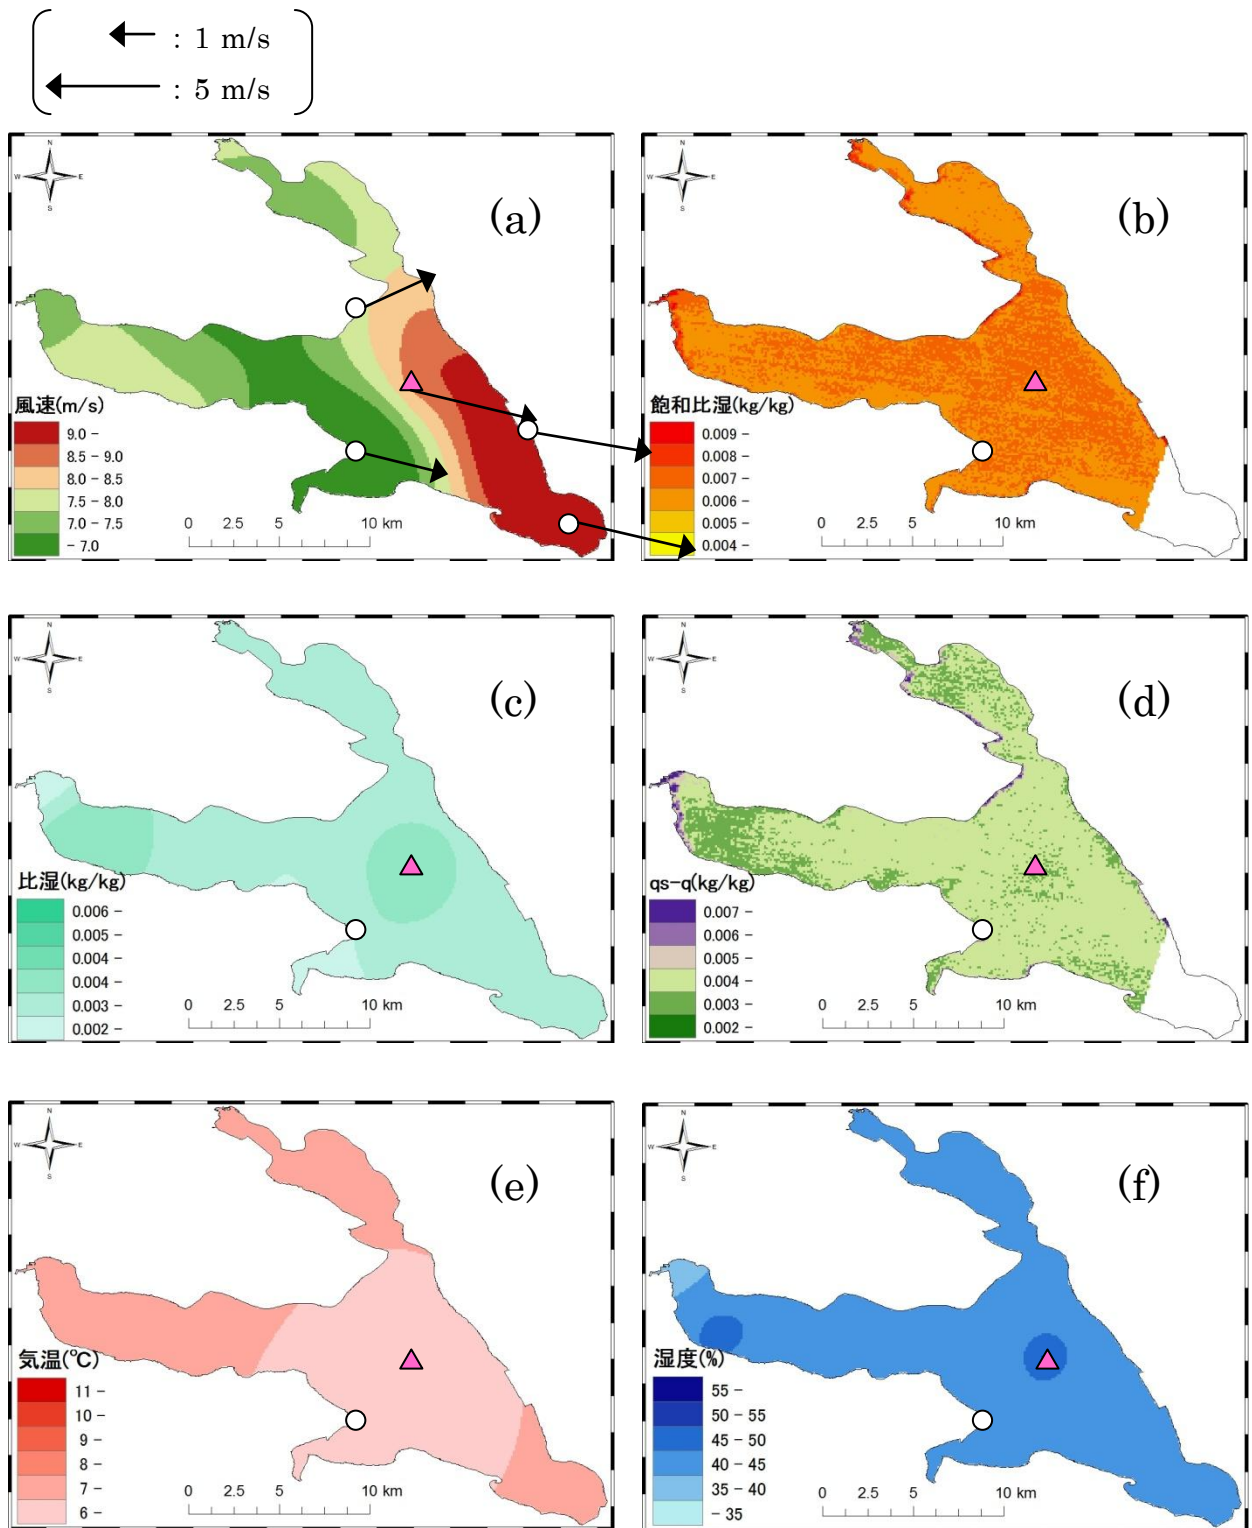 : 1 m/s
: 5 m/s
N
W E
S
(a)
風速(m/s)
9.0 -
8.5 - 9.0
8.0 - 8.5
7.5 - 8.0
7.0 - 7.5
- 7.0
0 2.5 5 10 km
N
W E
S
(b)
飽和比湿(kg/kg)
0.009 -
0.008 -
0.007 -
0.006 -
0.005 -
0.004 -
0 2.5 5 10 km
N
W E
S
(c)
比湿(kg/kg)
0.006 -
0.005 -
0.004 -
0.004 -
0.003 -
0.002 -
0 2.5 5 10 km
N
W E
S
(d)
qs-q(kg/kg)
0.007 -
0.006 -
0.005 -
0.004 -
0.003 -
0.002 -
0 2.5 5 10 km
N
W E
S
(e)
気温(℃)
11 -
10 -
9 -
8 -
7 -
6 -
0 2.5 5 10 km
N
W E
S
(f)
湿度(%)
55 -
50 - 55
45 - 50
40 - 45
35 - 40
- 35
0 2.5 5 10 km